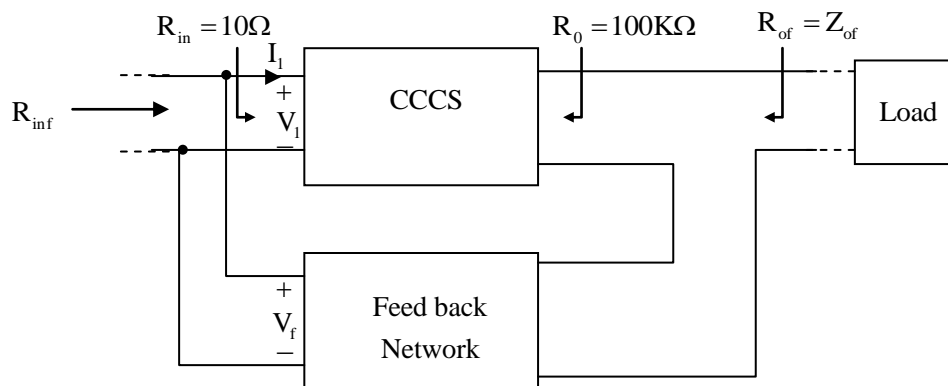 R_in = 10Ω
R_0 = 100KΩ
R_of = Z_of
I_1
R_inf
+
V_1
−
CCCS
Load
+
V_f
−
Feed back
Network